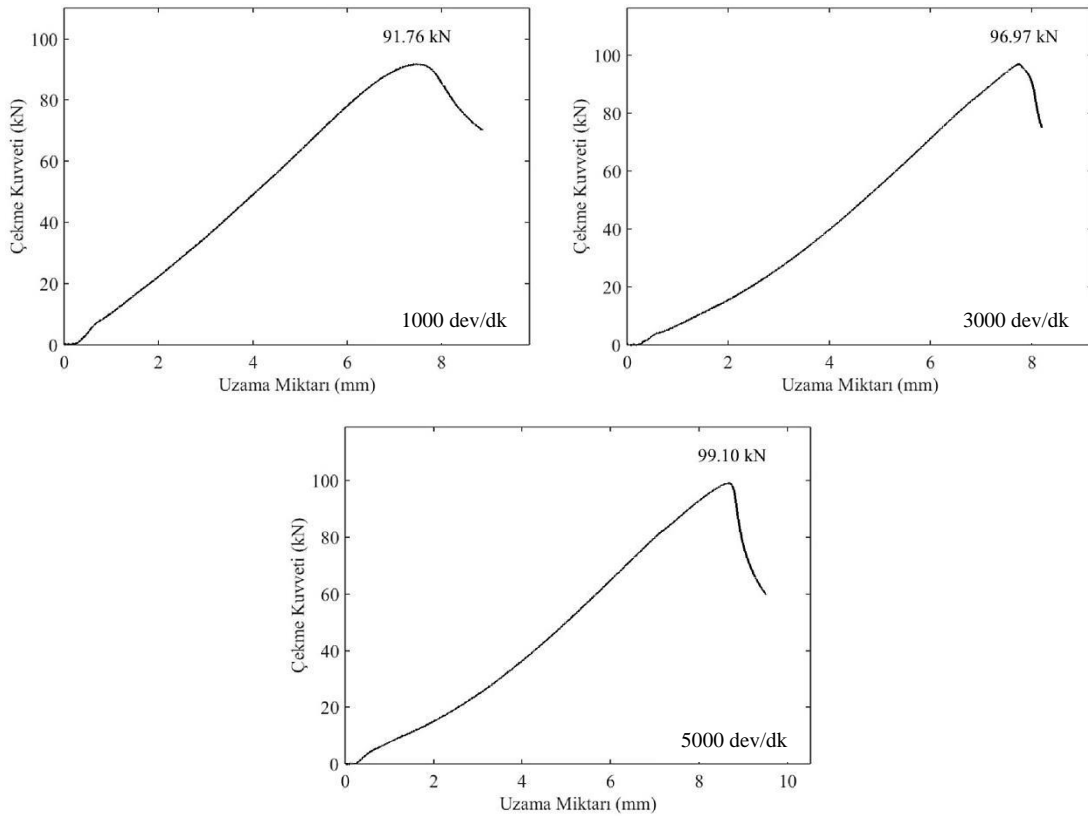 91.76 kN
100
80
60
40
20
0
Çekme Kuvveti (kN)
1000 dev/dk
0 2 4 6 8
Uzama Miktarı (mm)
96.97 kN
100
80
60
40
20
0
Çekme Kuvveti (kN)
3000 dev/dk
0 2 4 6 8
Uzama Miktarı (mm)
99.10 kN
100
80
60
40
20
0
Çekme Kuvveti (kN)
5000 dev/dk
0 2 4 6 8 10
Uzama Miktarı (mm)